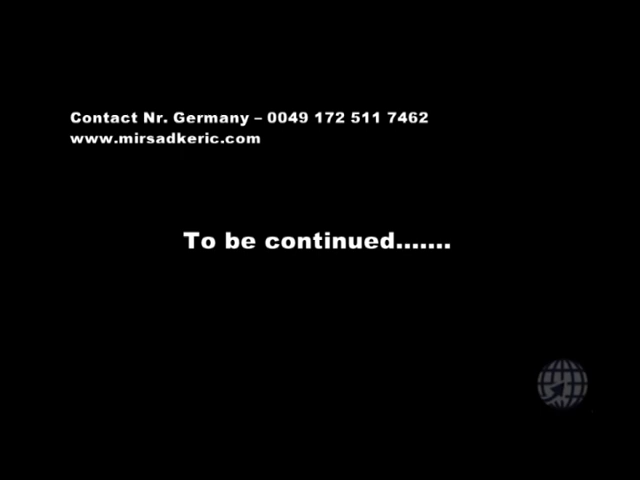 Contact Nr. Germany – 0049 172 511 7462
www.mirsadkeric.com
To be continued.......